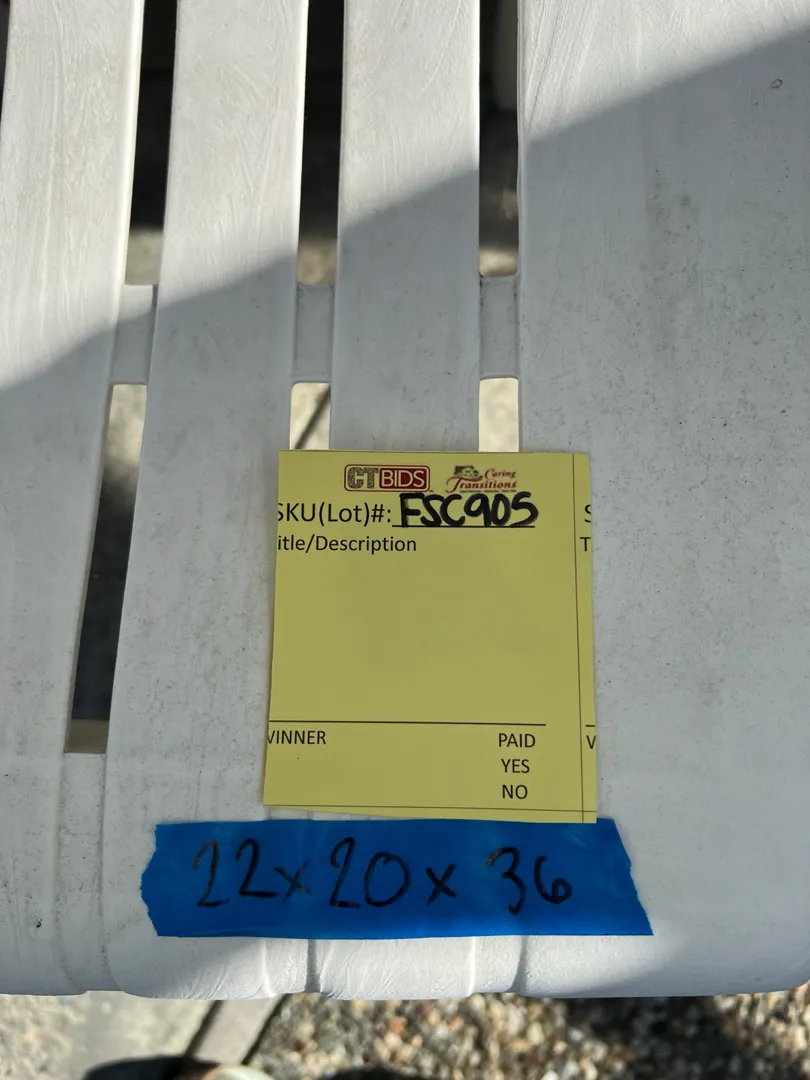 CTBIDS Caring Transitions
SKU(Lot)#: FSC905 S
itle/Description T
VINNER PAID V
YES
NO
22x20x36